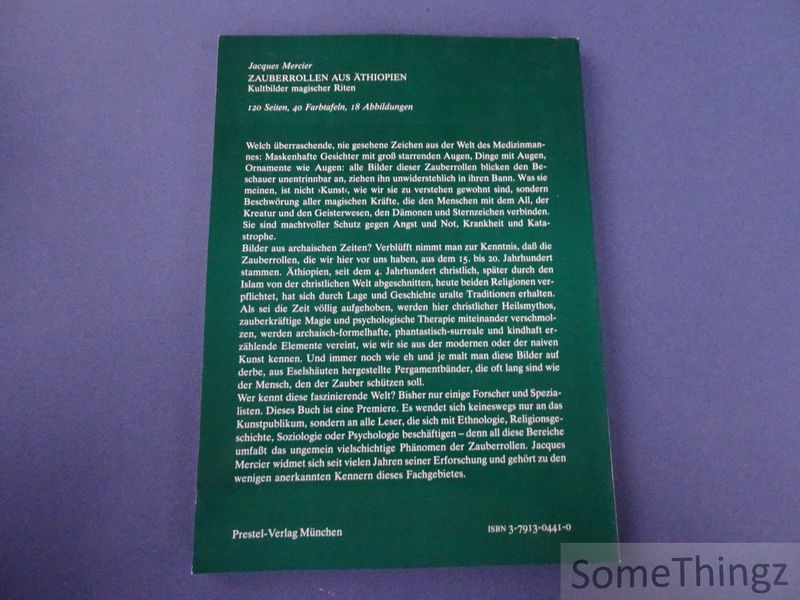 Jacques Mercier
ZAUBERROLLEN AUS ÄTHIOPIEN
Kultbilder magischer Riten
120 Seiten, 40 Farbtafeln, 18 Abbildungen
Welch überraschende, nie gesehene Zeichen aus der Welt des Medizinman-
nes: Maskenhafte Gesichter mit groß starrenden Augen, Dinge mit Augen,
Ornamente wie Augen: alle Bilder dieser Zauberrollen blicken den Be-
schauer unentrinnbar an, ziehen ihn unwiderstehlich in ihren Bann. Was sie
meinen, ist nicht ›Kunst‹, wie wir sie zu verstehen gewohnt sind, sondern
Beschwörung aller magischen Kräfte, die den Menschen mit dem All, der
Kreatur und den Geisterwesen, den Dämonen und Sternzeichen verbinden.
Sie sind machtvoller Schutz gegen Angst und Not, Krankheit und Kata-
strophe.
Bilder aus archaischen Zeiten? Verblüfft nimmt man zur Kenntnis, daß die
Zauberrollen, die wir hier vor uns haben, aus dem 15. bis 20. Jahrhundert
stammen. Äthiopien, seit dem 4. Jahrhundert christlich, später durch den
Islam von der christlichen Welt abgeschnitten, heute beiden Religionen ver-
pflichtet, hat sich durch Lage und Geschichte uralte Traditionen erhalten.
Als sei die Zeit völlig aufgehoben, werden hier christlicher Heilsmythos,
zauberkräftige Magie und psychologische Therapie miteinander verschmol-
zen, werden archaisch-formelhafte, phantastisch-surreale und kindhaft er-
zählende Elemente vereint, wie wir sie aus der modernen oder der naiven
Kunst kennen. Und immer noch wie eh und je malt man diese Bilder auf
derbe, aus Eselshäuten hergestellte Pergamentbänder, die oft lang sind wie
der Mensch, den der Zauber schützen soll.
Wer kennt diese faszinierende Welt? Bisher nur einige Forscher und Spezia-
listen. Dieses Buch ist eine Premiere. Es wendet sich keineswegs nur an das
Kunstpublikum, sondern an alle Leser, die sich mit Ethnologie, Religionsge-
schichte, Soziologie oder Psychologie beschäftigen – denn all diese Bereiche
umfaßt das ungemein vielschichtige Phänomen der Zauberrollen. Jacques
Mercier widmet sich seit vielen Jahren seiner Erforschung und gehört zu den
wenigen anerkannten Kennern dieses Fachgebietes.
Prestel-Verlag München
ISBN 3-7913-0441-0
SomeThingz